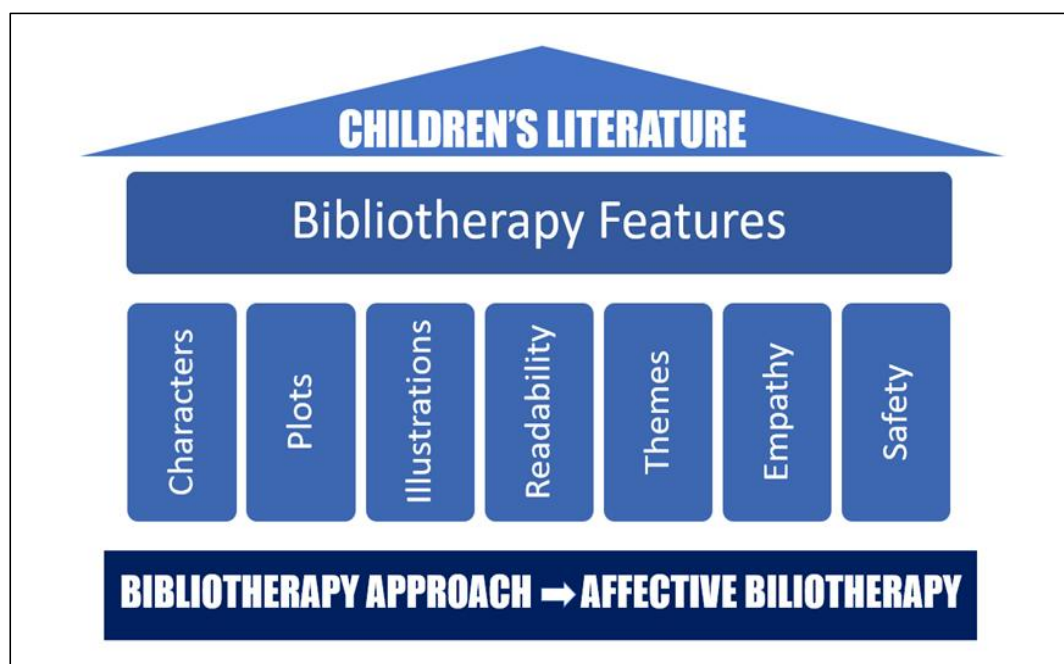 CHILDREN'S LITERATURE
Bibliotherapy Features
Characters
Plots
Illustrations
Readability
Themes
Empathy
Safety
BIBLIOTHERAPY APPROACH ➡ AFFECTIVE BILIOTHERAPY